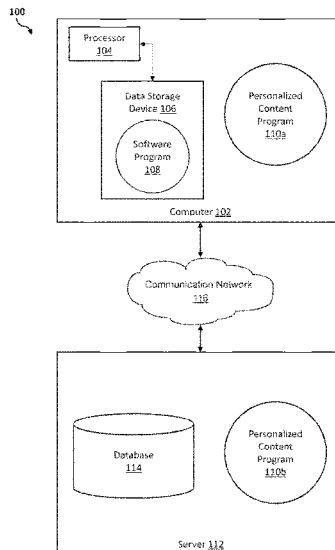 100
Processor
104
Data Storage
Device 106
Software
Program
108
Personalized
Content
Program
110a
Computer 102
Communication Network
116
Database
114
Personalized
Content
Program
110b
Server 112